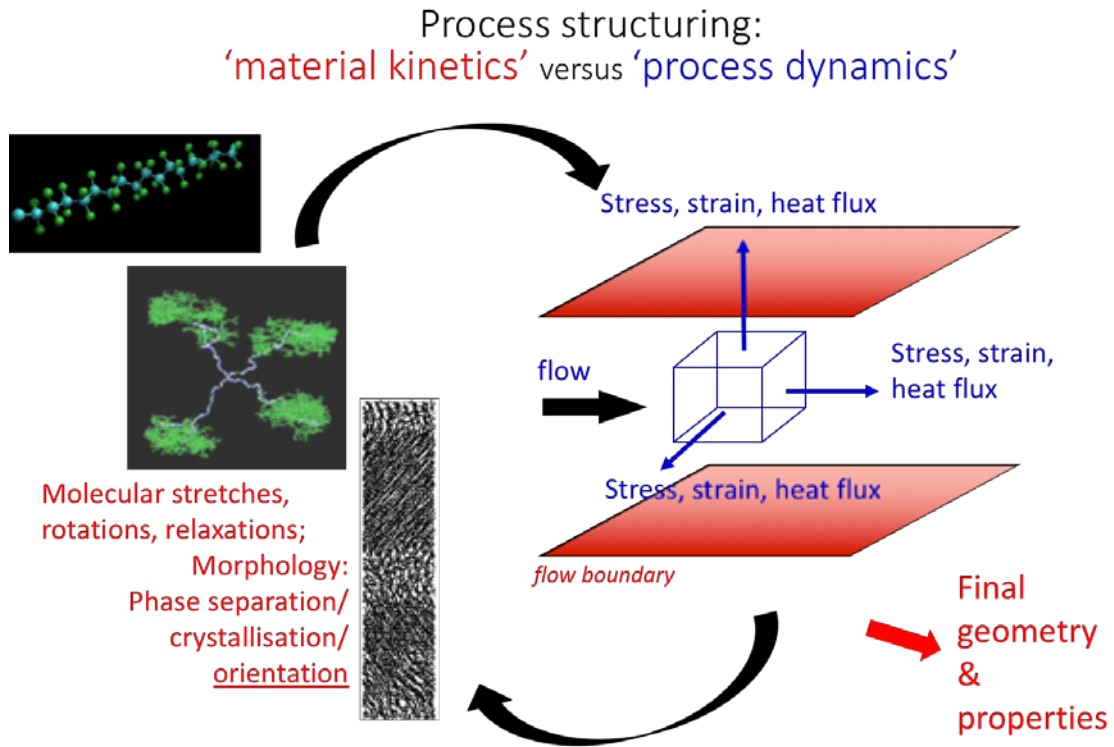 Process structuring:
‘material kinetics’ versus ‘process dynamics’
Stress, strain, heat flux
flow
Stress, strain,
heat flux
Stress, strain, heat flux
flow boundary
Molecular stretches,
rotations, relaxations;
Morphology:
Phase separation/
crystallisation/
orientation
Final
geometry
&
properties